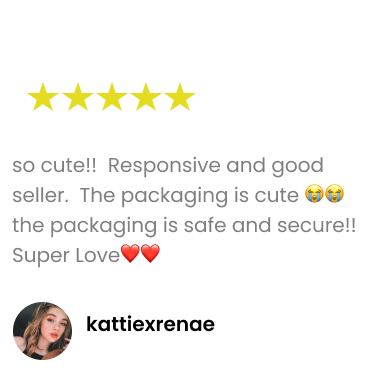 so cute!!  Responsive and good
seller.  The packaging is cute 😭😭
the packaging is safe and secure!!
Super Love❤️❤️
kattiexrenae